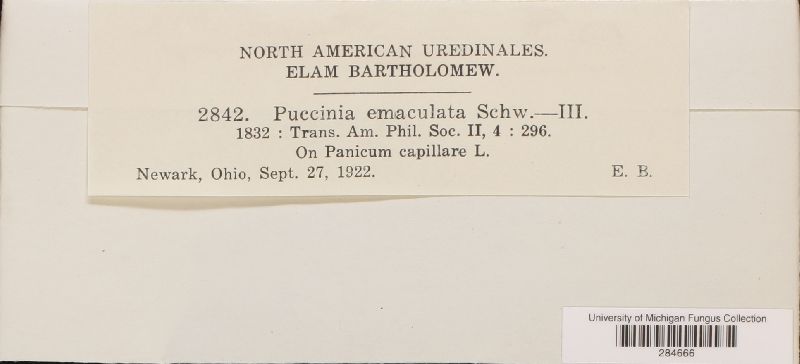 NORTH AMERICAN UREDINALES.
ELAM BARTHOLOMEW.
2842. Puccinia emaculata Schw.—III.
1832 : Trans. Am. Phil. Soc. II, 4 : 296.
On Panicum capillare L.
Newark, Ohio, Sept. 27, 1922. E. B.
University of Michigan Fungus Collection
284666